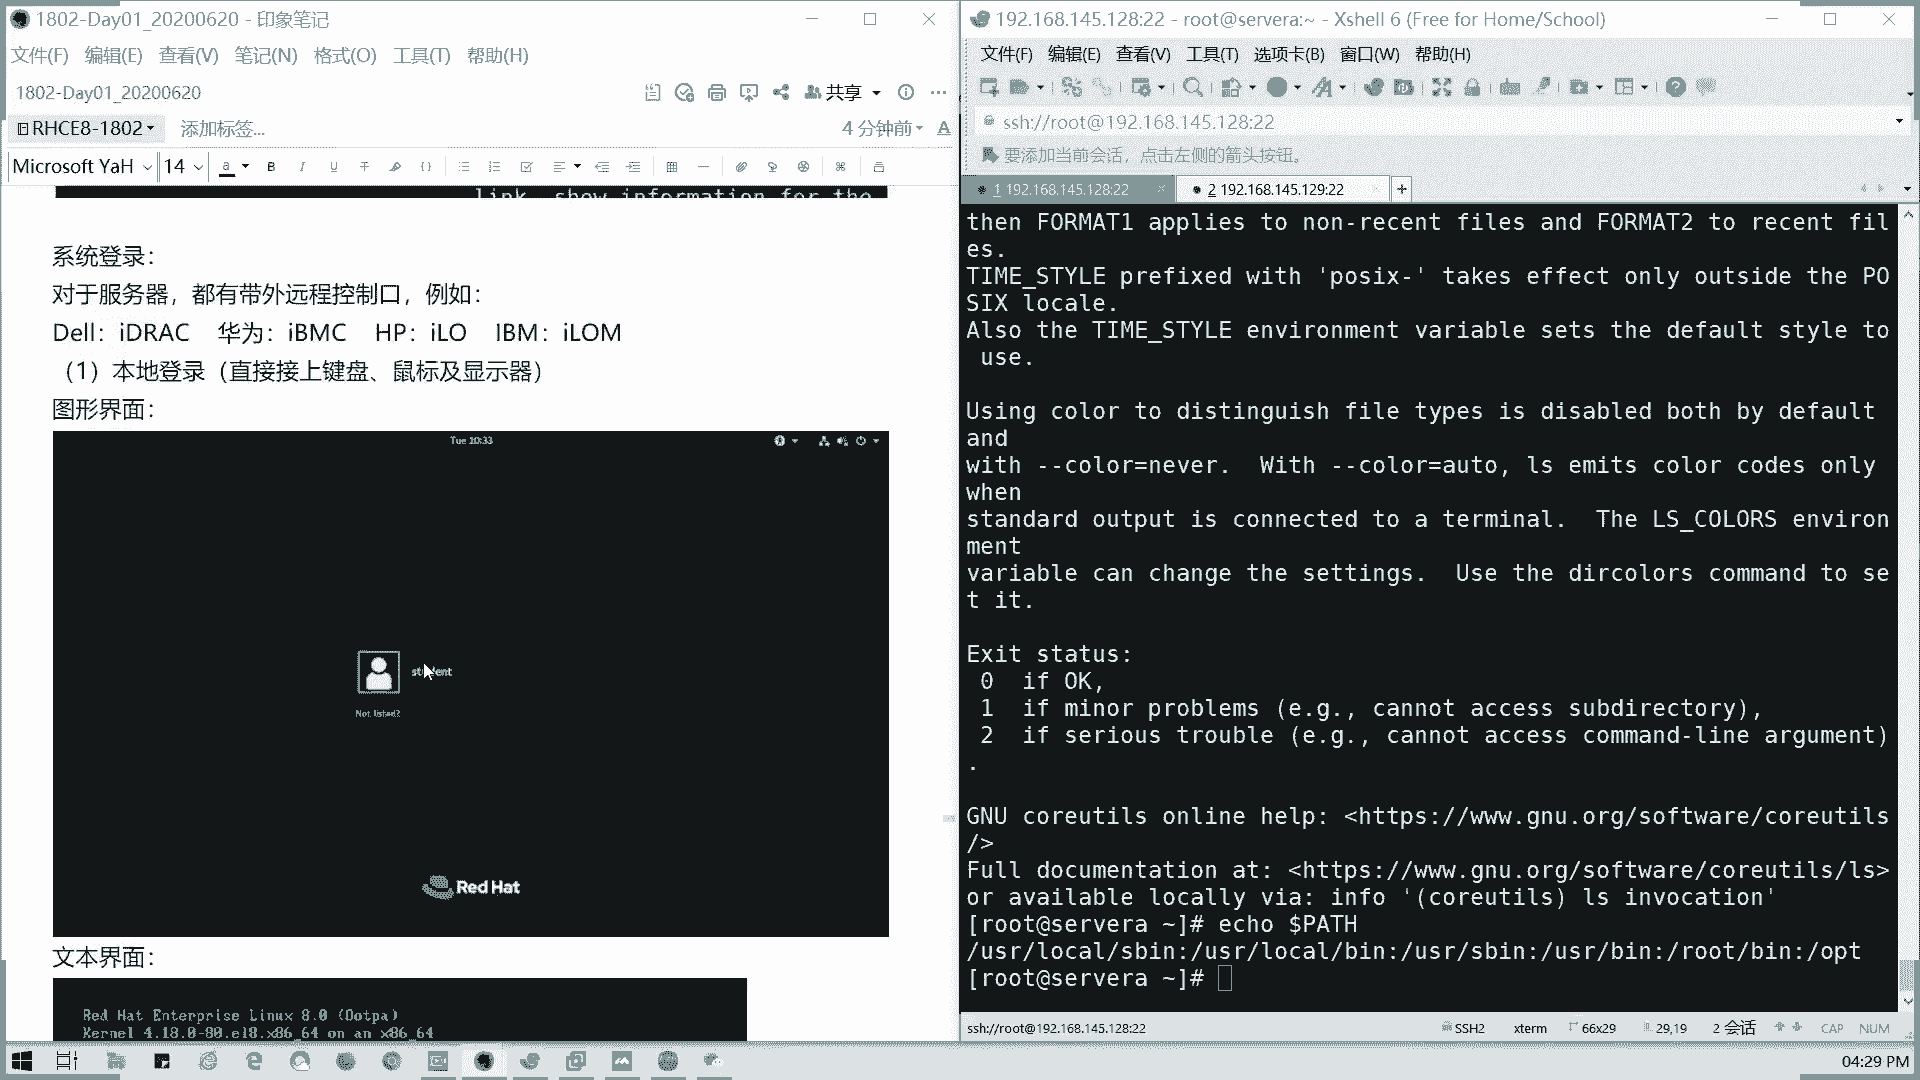 1802-Day01_20200620 - 印象笔记
文件(F) 编辑(E) 查看(V) 笔记(N) 格式(O) 工具(T) 帮助(H)
1802-Day01_20200620
共享
RHCE8-1802 添加标签...
4 分钟前
Microsoft YaH 14
link show information for the
系统登录：
对于服务器，都有带外远程控制口，例如：
Dell：iDRAC 华为：iBMC HP：iLO IBM：iLOM
（1）本地登录（直接接上键盘、鼠标及显示器）
图形界面：
Tue 20:33
student
Not listed?
Red Hat
文本界面：
Red Hat Enterprise Linux 8.0 (Ootpa)
Kernel 4.18.0-80.el8.x86_64 on an x86_64
192.168.145.128:22 - root@servera:~ - Xshell 6 (Free for Home/School)
文件(F) 编辑(E) 查看(V) 工具(T) 选项卡(B) 窗口(W) 帮助(H)
ssh://root@192.168.145.128:22
要添加当前会话，点击左侧的箭头按钮。
1 192.168.145.128:22
2 192.168.145.129:22
then FORMAT1 applies to non-recent files and FORMAT2 to recent fil
es.
TIME_STYLE prefixed with 'posix-' takes effect only outside the PO
SIX locale.
Also the TIME_STYLE environment variable sets the default style to
use.
Using color to distinguish file types is disabled both by default
and
with --color=never.  With --color=auto, ls emits color codes only
when
standard output is connected to a terminal.  The LS_COLORS environ
ment
variable can change the settings.  Use the dircolors command to se
t it.
Exit status:
0  if OK,
1  if minor problems (e.g., cannot access subdirectory),
2  if serious trouble (e.g., cannot access command-line argument)
.
GNU coreutils online help: <https://www.gnu.org/software/coreutils
/>
Full documentation at: <https://www.gnu.org/software/coreutils/ls>
or available locally via: info '(coreutils) ls invocation'
[root@servera ~]# echo $PATH
/usr/local/sbin:/usr/local/bin:/usr/sbin:/usr/bin:/root/bin:/opt
[root@servera ~]#
ssh://root@192.168.145.128:22 SSH2 xterm 66x29 29,19 2 会话 CAP NUM
04:29 PM